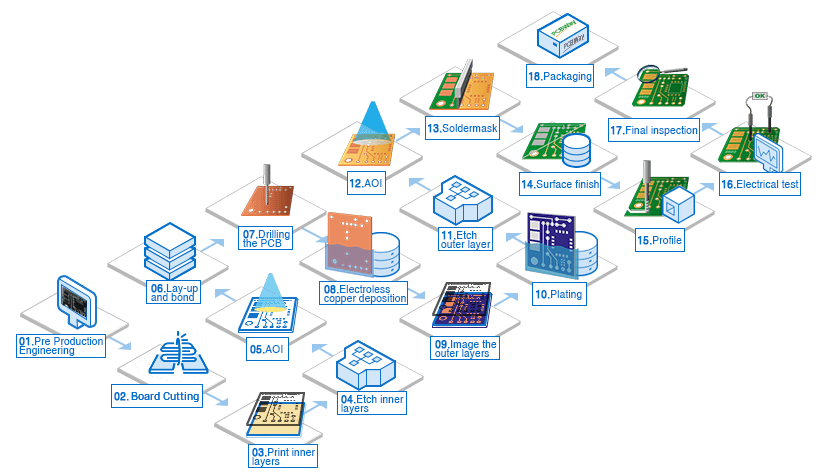 01.Pre Production
Engineering
02. Board Cutting
03.Print inner
layers
04.Etch inner
layers
05.AOI
06.Lay-up
and bond
07.Drilling
the PCB
08.Electroless
copper deposition
09.Image the
outer layers
10.Plating
11.Etch
outer layer
12.AOI
13.Soldermask
14.Surface finish
15.Profile
16.Electrical test
OK
17.Final inspection
18.Packaging
PCBWAY
PCBWAY